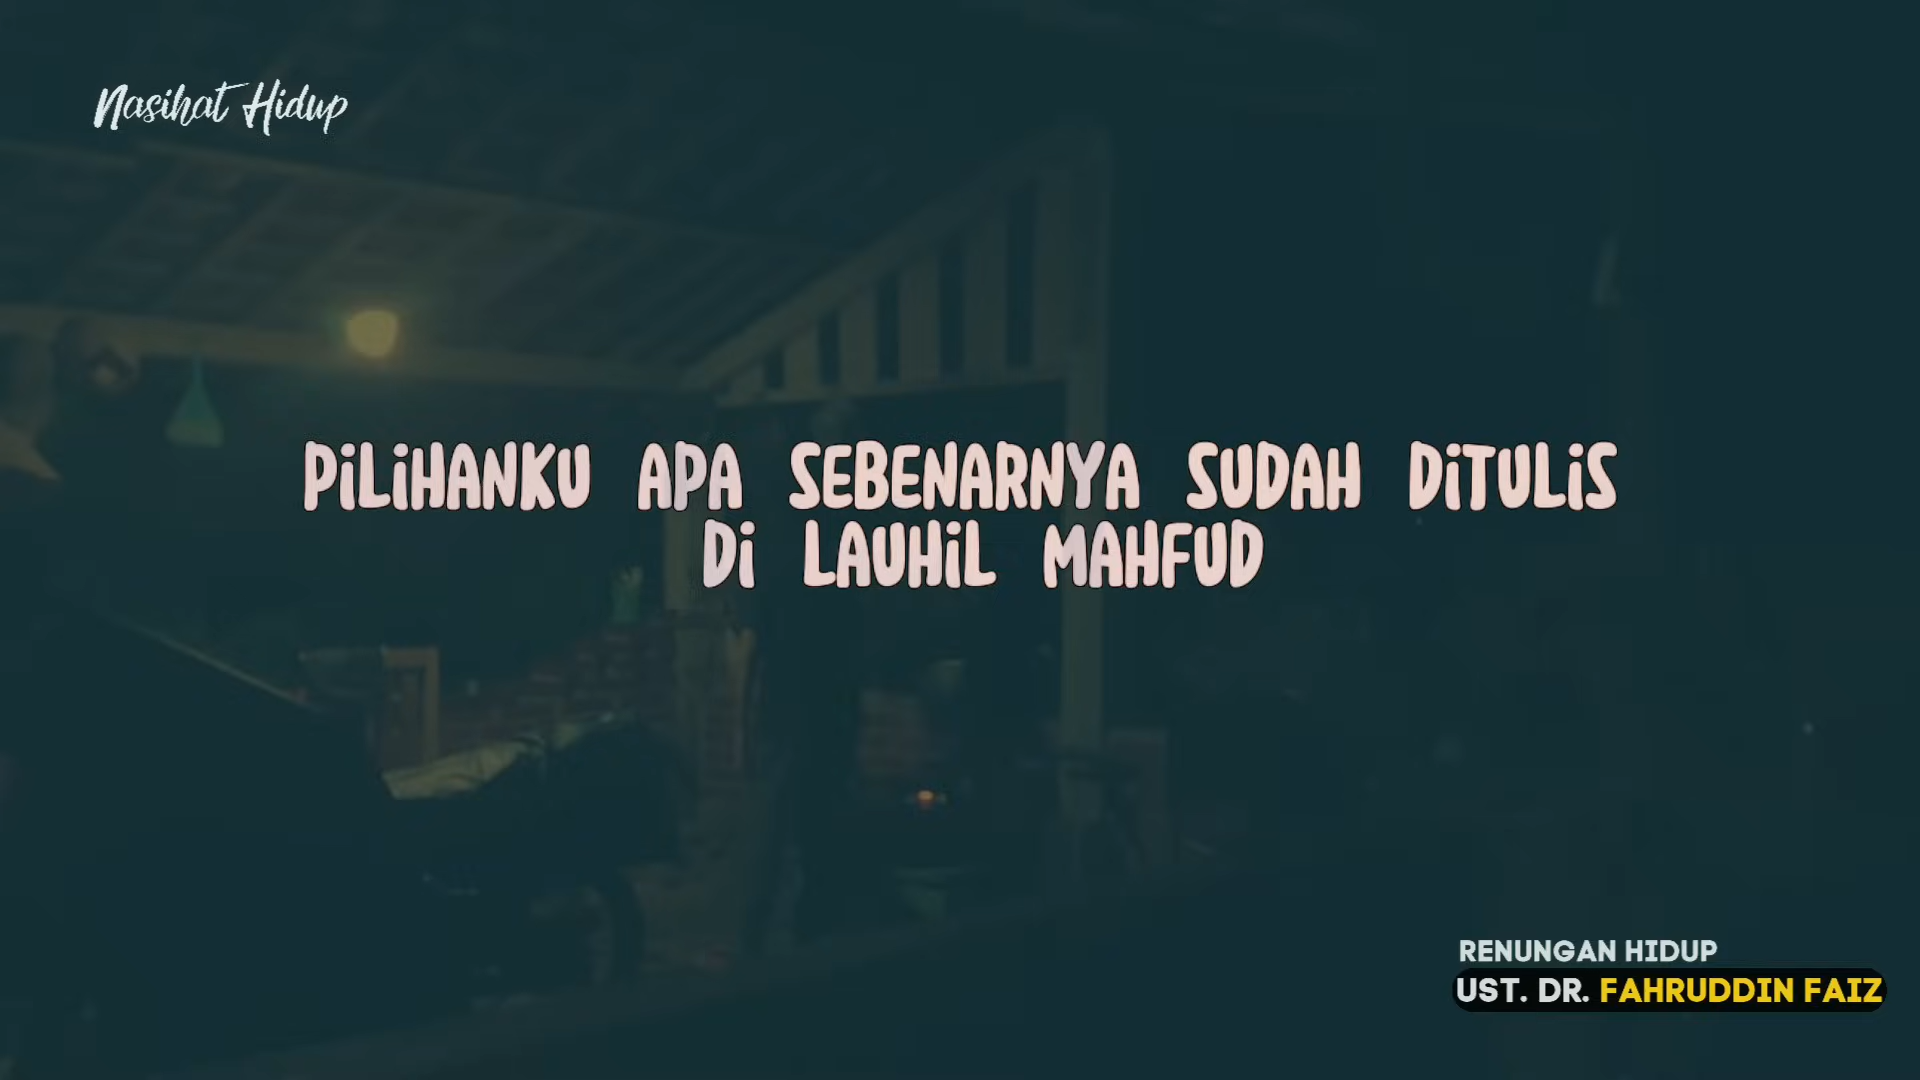 Nasihat Hidup
PiLiHANKU APA SEBENARNYA SUDAH DiTULiS
Di LAUHiL MAHFUD
RENUNGAN HIDUP
UST. DR. FAHRUDDIN FAIZ